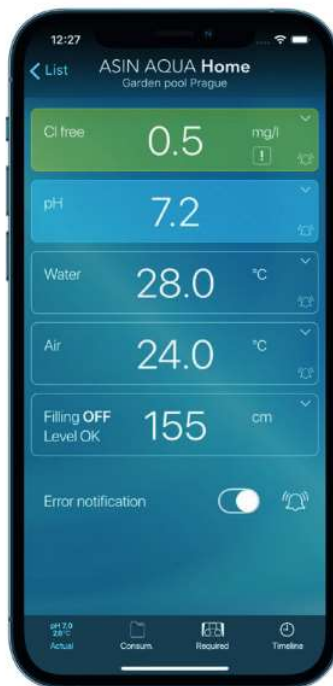 12:27
List
ASIN AQUA Home
Garden pool Prague
Cl free 0.5 mg/l
!
pH 7.2
Water 28.0 °C
Air 24.0 °C
Filling OFF
Level OK 155 cm
Error notification
pH 7,0
28°C
Actual Consum. Required Timeline